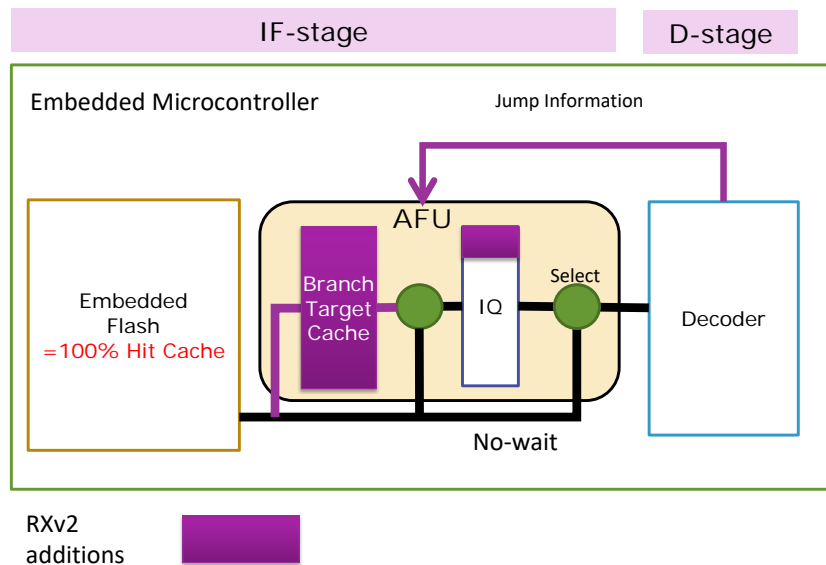 IF-stage
D-stage
Embedded Microcontroller
Jump Information
AFU
Branch
Target
Cache
IQ
Select
Embedded
Flash
=100% Hit Cache
Decoder
No-wait
RXv2
additions